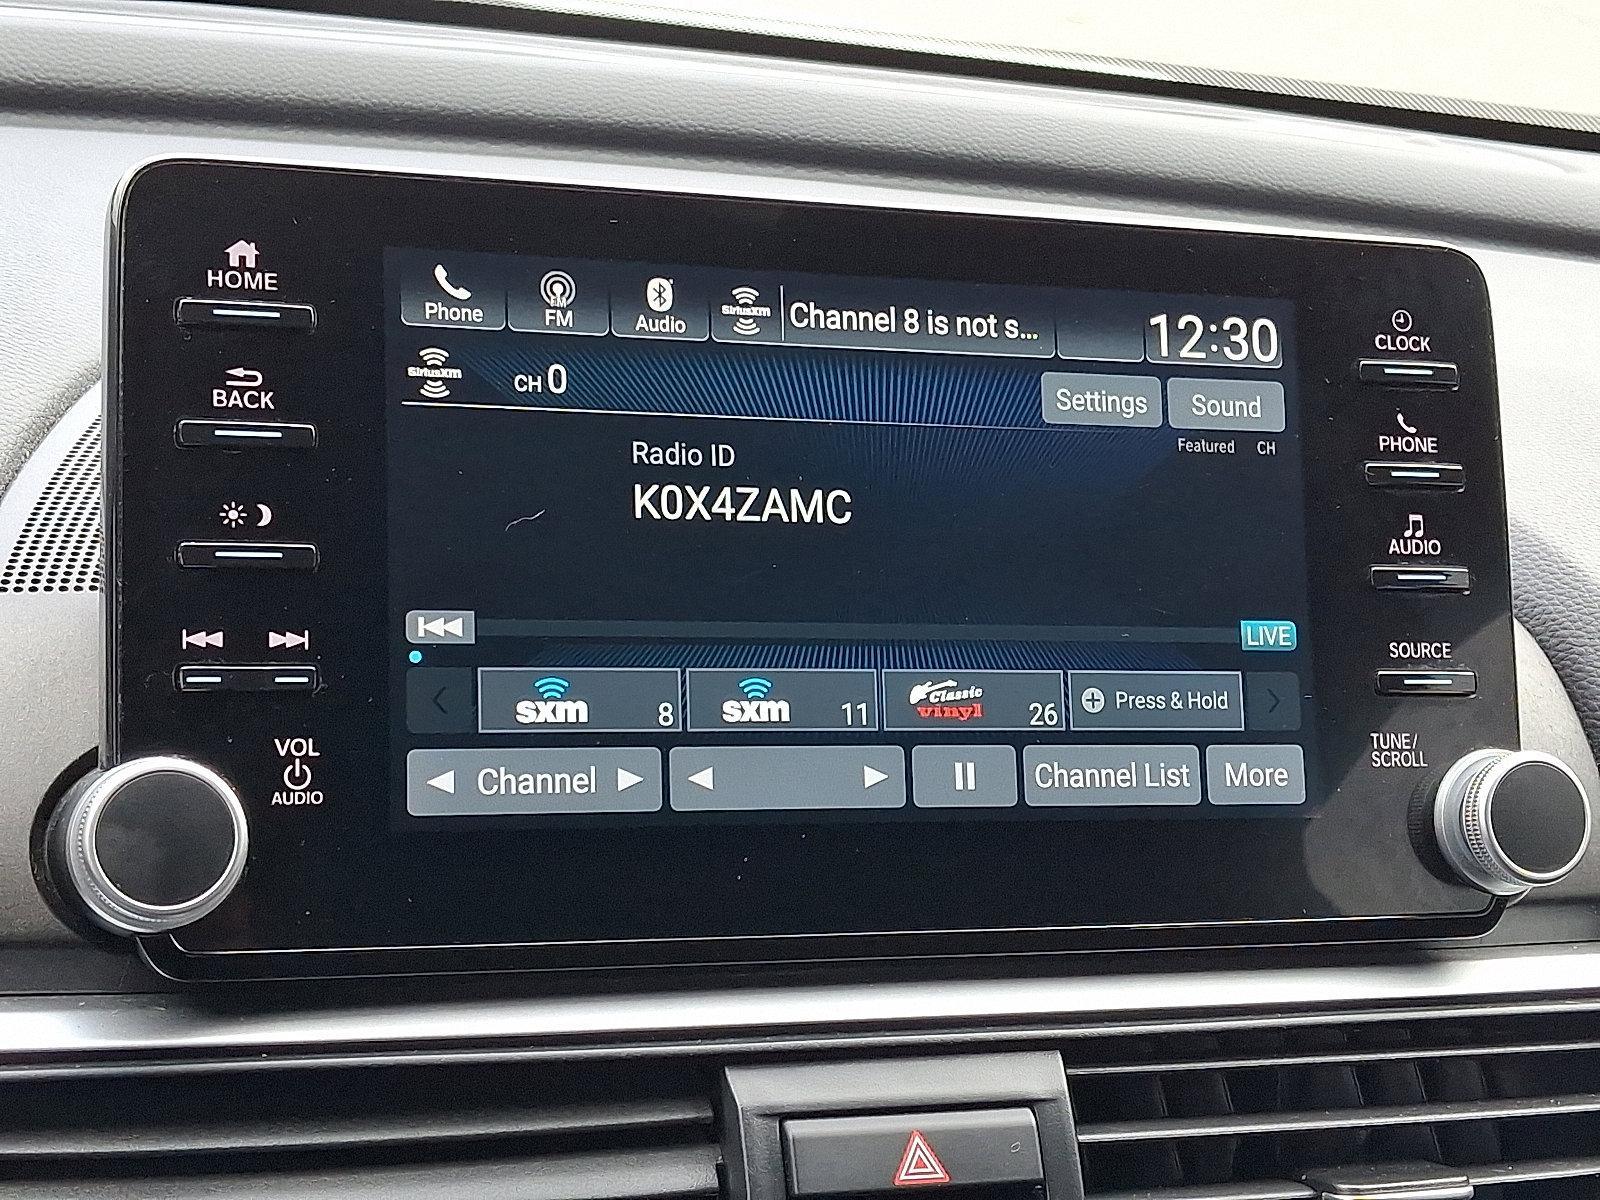 HOME
BACK
VOL
AUDIO
Phone
FM
FM
Audio
SiriusXM
Channel 8 is not s...
12:30
SiriusXM
CH 0
Settings
Sound
Featured CH
Radio ID
K0X4ZAMC
LIVE
sxm 8
sxm 11
Classic
vinyl 26
Press & Hold
Channel
Channel List
More
CLOCK
PHONE
AUDIO
SOURCE
TUNE/
SCROLL